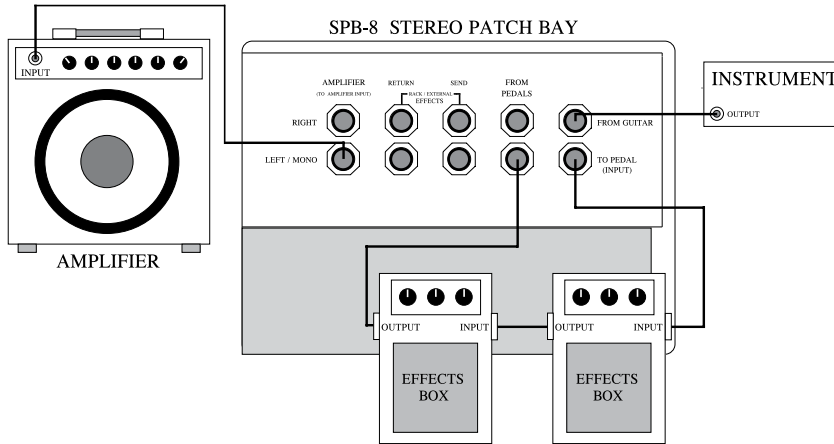 SPB-8 STEREO PATCH BAY
INPUT
AMPLIFIER
AMPLIFIER
(TO AMPLIFIER INPUT)
RETURN
SEND
RACK / EXTERNAL
EFFECTS
FROM
PEDALS
RIGHT
FROM GUITAR
LEFT / MONO
TO PEDAL
(INPUT)
INSTRUMENT
OUTPUT
OUTPUT
INPUT
OUTPUT
INPUT
EFFECTS
BOX
EFFECTS
BOX